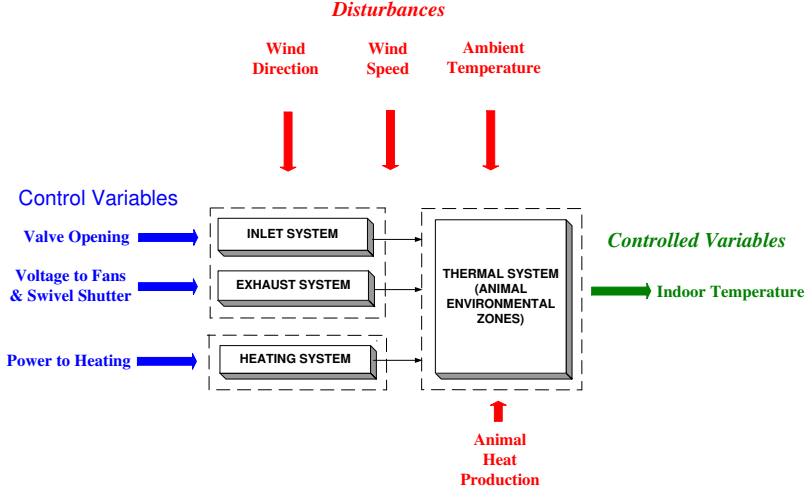 Disturbances
Wind
Direction
Wind
Speed
Ambient
Temperature
Control Variables
Valve Opening
INLET SYSTEM
Voltage to Fans
& Swivel Shutter
EXHAUST SYSTEM
Power to Heating
HEATING SYSTEM
THERMAL SYSTEM
(ANIMAL
ENVIRONMENTAL
ZONES)
Controlled Variables
Indoor Temperature
Animal
Heat
Production